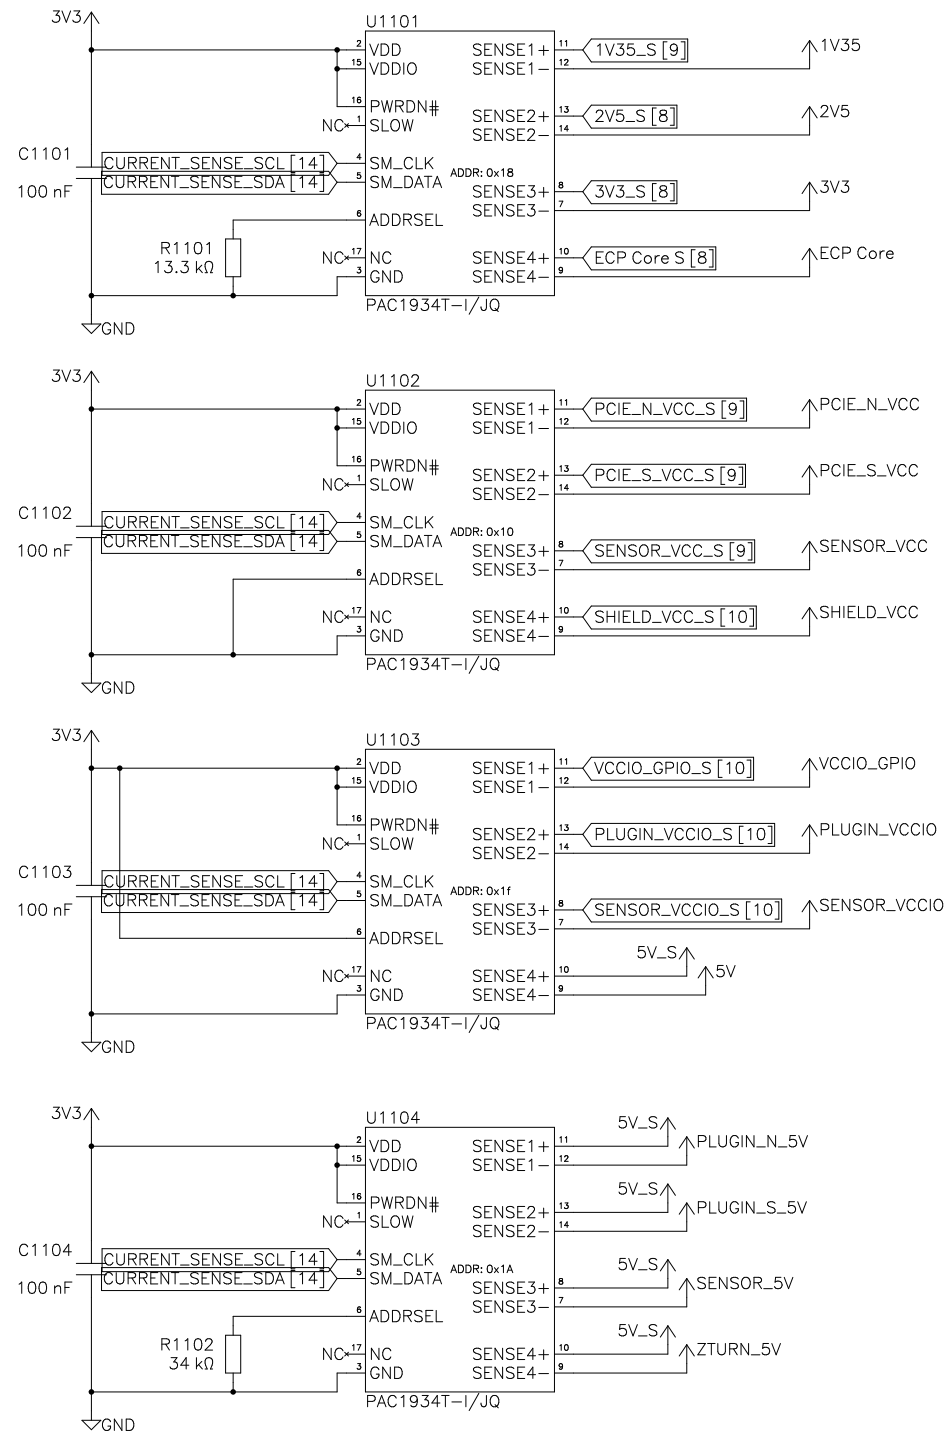 3V3
U1101
2 VDD SENSE1+ 11 1V35_S [9] 1V35
15 VDDIO SENSE1− 12
16 PWRDN# SENSE2+ 13 2V5_S [8] 2V5
NC 1 SLOW SENSE2− 14
C1101 CURRENT_SENSE_SCL [14] 4 SM_CLK
100 nF CURRENT_SENSE_SDA [14] 5 SM_DATA ADDR: 0x18 SENSE3+ 8 3V3_S [8] 3V3
6 ADDRSEL SENSE3− 7
R1101
13.3 kΩ
NC 17 NC SENSE4+ 10 ECP Core S [8] ECP Core
3 GND SENSE4− 9
PAC1934T−I/JQ
GND
3V3
U1102
2 VDD SENSE1+ 11 PCIE_N_VCC_S [9] PCIE_N_VCC
15 VDDIO SENSE1− 12
16 PWRDN# SENSE2+ 13 PCIE_S_VCC_S [9] PCIE_S_VCC
NC 1 SLOW SENSE2− 14
C1102 CURRENT_SENSE_SCL [14] 4 SM_CLK
100 nF CURRENT_SENSE_SDA [14] 5 SM_DATA ADDR: 0x10 SENSE3+ 8 SENSOR_VCC_S [9] SENSOR_VCC
6 ADDRSEL SENSE3− 7
NC 17 NC SENSE4+ 10 SHIELD_VCC_S [10] SHIELD_VCC
3 GND SENSE4− 9
PAC1934T−I/JQ
GND
3V3
U1103
2 VDD SENSE1+ 11 VCCIO_GPIO_S [10] VCCIO_GPIO
15 VDDIO SENSE1− 12
16 PWRDN# SENSE2+ 13 PLUGIN_VCCIO_S [10] PLUGIN_VCCIO
NC 1 SLOW SENSE2− 14
C1103 CURRENT_SENSE_SCL [14] 4 SM_CLK
100 nF CURRENT_SENSE_SDA [14] 5 SM_DATA ADDR: 0x1f SENSE3+ 8 SENSOR_VCCIO_S [10] SENSOR_VCCIO
6 ADDRSEL SENSE3− 7
NC 17 NC SENSE4+ 10 5V_S
3 GND SENSE4− 9 5V
PAC1934T−I/JQ
GND
3V3
U1104
2 VDD SENSE1+ 11 5V_S
15 VDDIO SENSE1− 12 PLUGIN_N_5V
16 PWRDN# SENSE2+ 13 5V_S
NC 1 SLOW SENSE2− 14 PLUGIN_S_5V
C1104 CURRENT_SENSE_SCL [14] 4 SM_CLK
100 nF CURRENT_SENSE_SDA [14] 5 SM_DATA ADDR: 0x1A SENSE3+ 8 5V_S
6 ADDRSEL SENSE3− 7 SENSOR_5V
R1102
34 kΩ
NC 17 NC SENSE4+ 10 5V_S
3 GND SENSE4− 9 ZTURN_5V
PAC1934T−I/JQ
GND